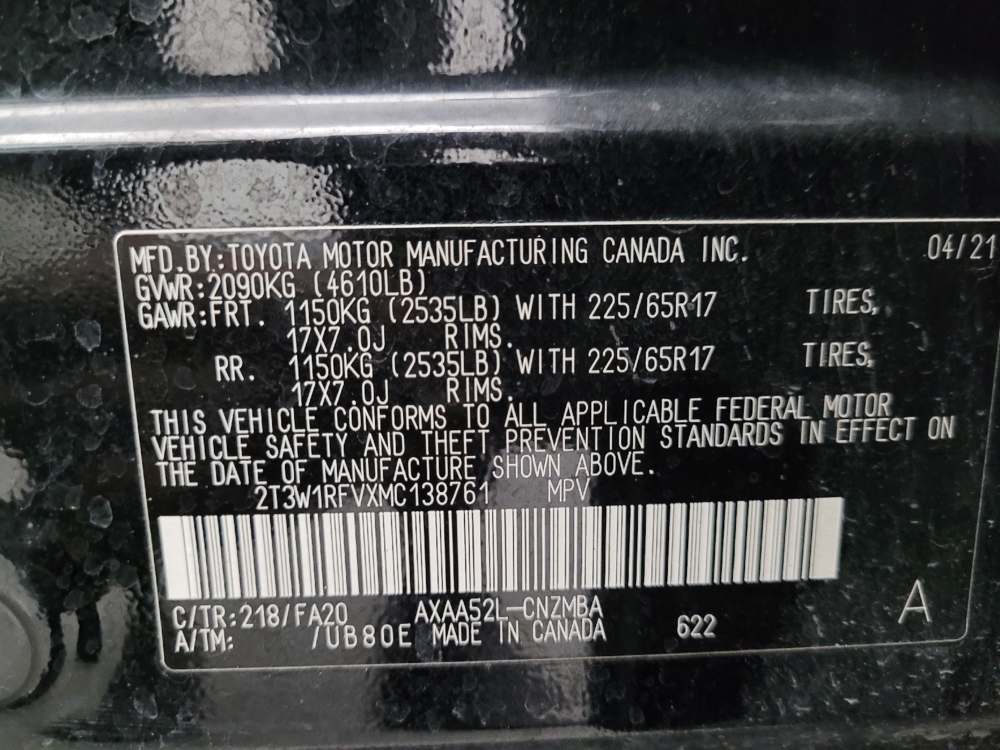 MFD.BY:TOYOTA MOTOR MANUFACTURING CANADA INC. 04/21
GVWR:2090KG (4610LB)
GAWR:FRT. 1150KG (2535LB) WITH 225/65R17 TIRES,
17X7.0J RIMS.
RR. 1150KG (2535LB) WITH 225/65R17 TIRES,
17X7.0J RIMS.
THIS VEHICLE CONFORMS TO ALL APPLICABLE FEDERAL MOTOR
VEHICLE SAFETY AND THEFT PREVENTION STANDARDS IN EFFECT ON
THE DATE OF MANUFACTURE SHOWN ABOVE.
2T3W1RFVXMC138761 MPV
C/TR:218/FA20 AXAA52L-CNZMBA A
A/TM: /UB80E MADE IN CANADA 622